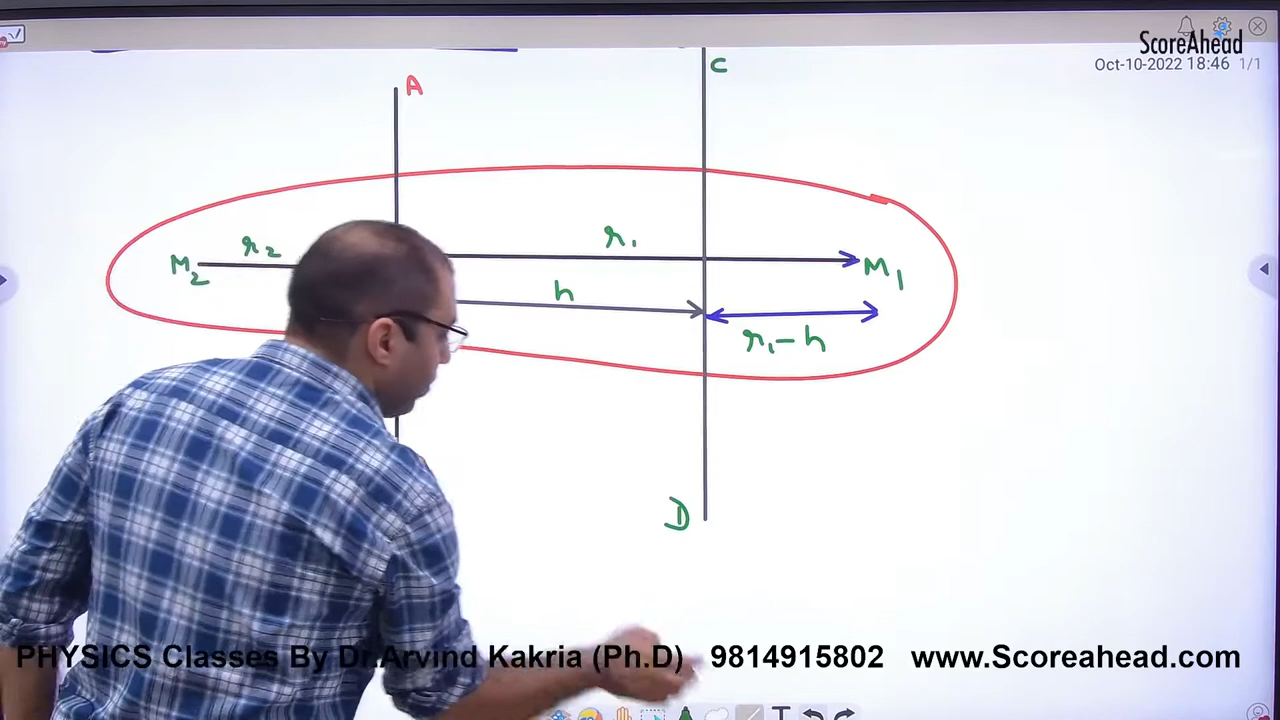 ScoreAhead
Oct-10-2022 18:46 1/1
C
A
r₂
r₁
M₂
M₁
h
r₁-h
D
PHYSICS Classes By Dr.Arvind Kakria (Ph.D) 9814915802 www.Scoreahead.com